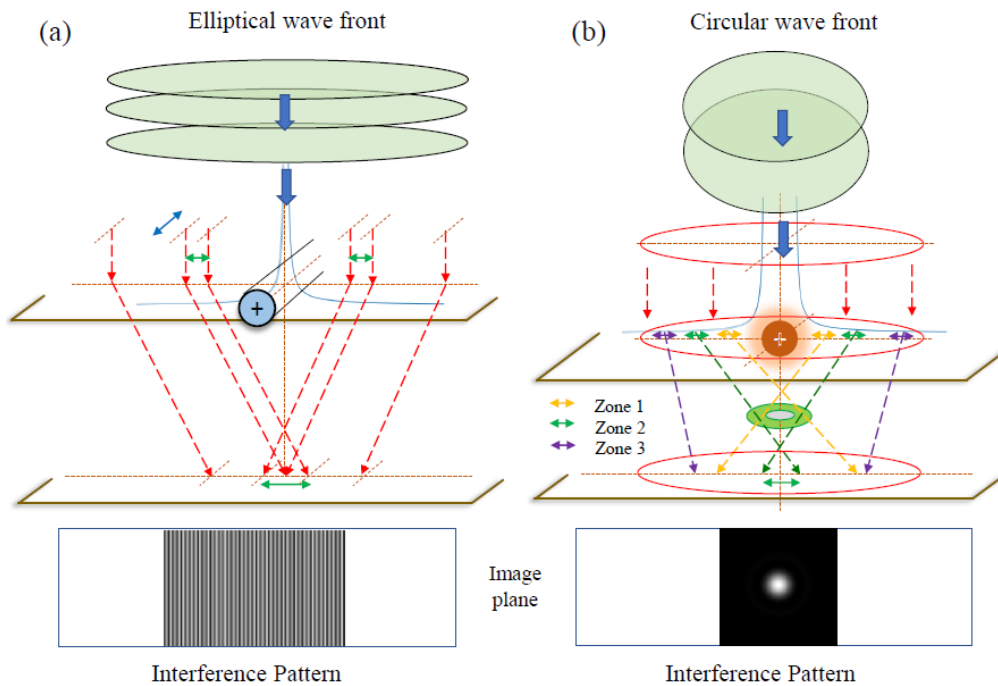 (a)
Elliptical wave front
(b)
Circular wave front
+
Zone 1
Zone 2
Zone 3
Image
plane
Interference Pattern
Interference Pattern